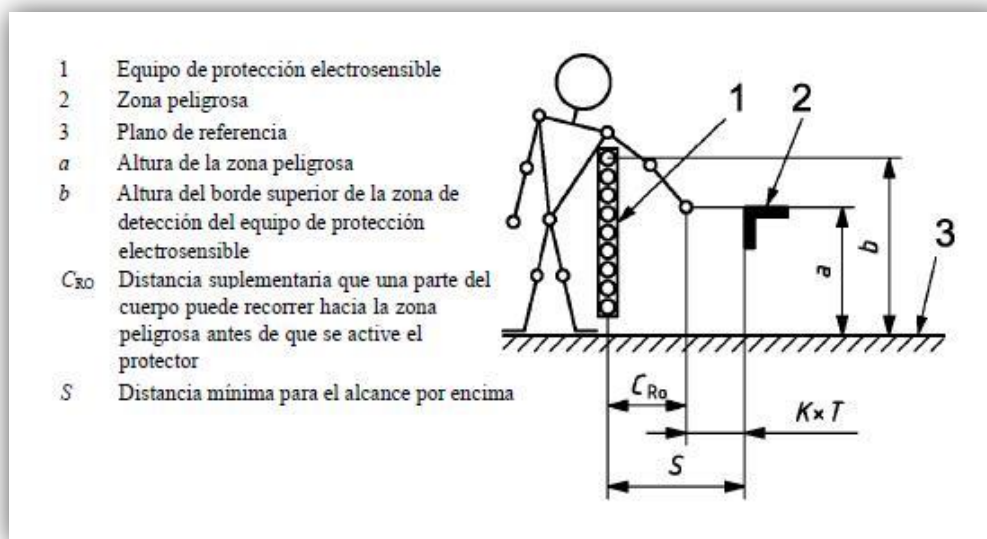 1 Equipo de protección electrosensible
2 Zona peligrosa
3 Plano de referencia
a Altura de la zona peligrosa
b Altura del borde superior de la zona de
detección del equipo de protección
electrosensible
CRO Distancia suplementaria que una parte del
cuerpo puede recorrer hacia la zona
peligrosa antes de que se active el
protector
S Distancia mínima para el alcance por encima
1
2
3
a
b
CRo
K×T
S